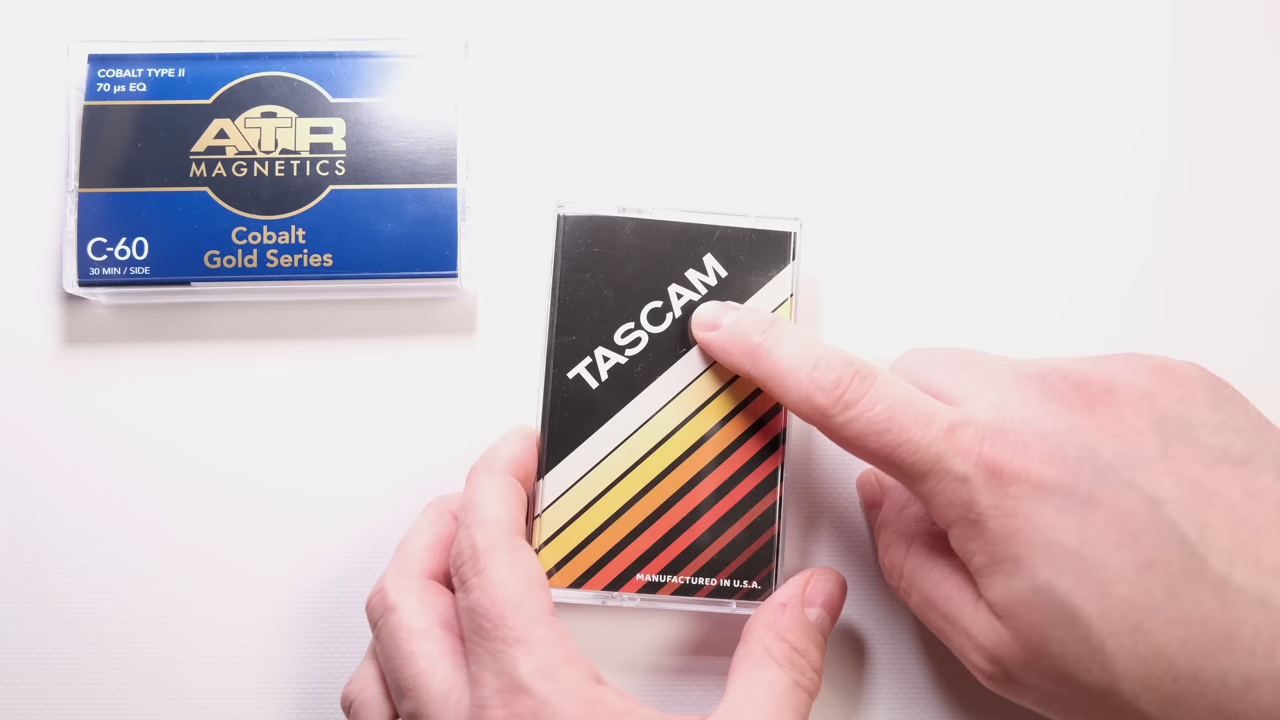 COBALT TYPE II
70 µs EQ
ATR
MAGNETICS
C-60
30 MIN / SIDE
Cobalt
Gold Series
TASCAM
MANUFACTURED IN U.S.A.